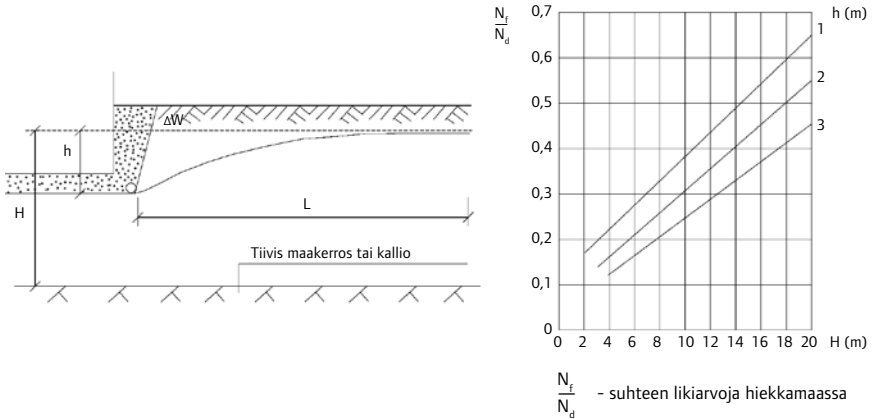 ΔW
h
H
L
Tiivis maakerros tai kallio
N_f
N_d
0,7
0,6
0,5
0,4
0,3
0,2
0,1
0
h (m)
1
2
3
0 2 4 6 8 10 12 14 16 18 20 H (m)
N_f
N_d
- suhteen likiarvoja hiekkamaassa